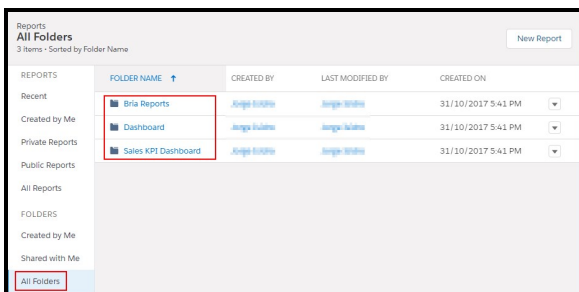 Reports
All Folders
3 items • Sorted by Folder Name
New Report
REPORTS
Recent
Created by Me
Private Reports
Public Reports
All Reports
FOLDERS
Created by Me
Shared with Me
All Folders
FOLDER NAME ↑ CREATED BY LAST MODIFIED BY CREATED ON
Bria Reports 31/10/2017 5:41 PM
Dashboard 31/10/2017 5:41 PM
Sales KPI Dashboard 31/10/2017 5:41 PM